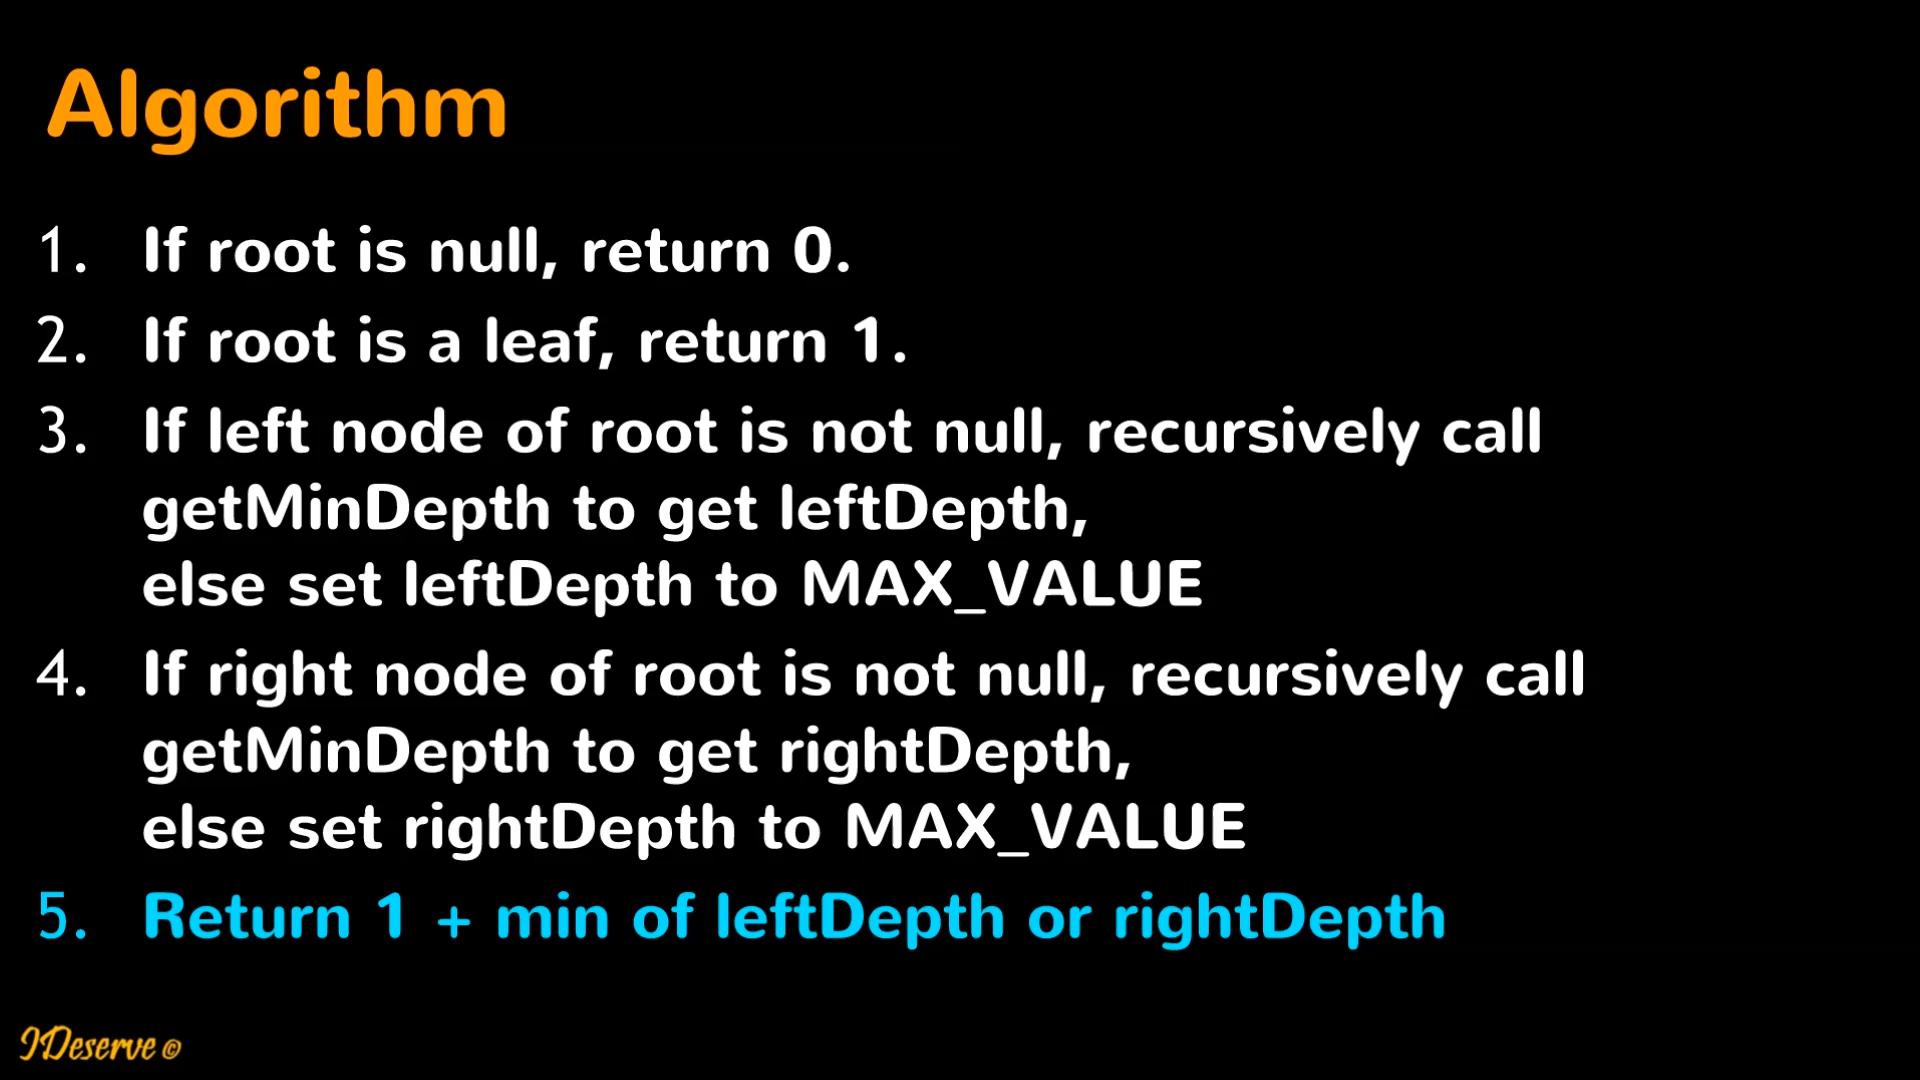 Algorithm
1. If root is null, return 0.
2. If root is a leaf, return 1.
3. If left node of root is not null, recursively call
getMinDepth to get leftDepth,
else set leftDepth to MAX_VALUE
4. If right node of root is not null, recursively call
getMinDepth to get rightDepth,
else set rightDepth to MAX_VALUE
5. Return 1 + min of leftDepth or rightDepth
IDeserve ©